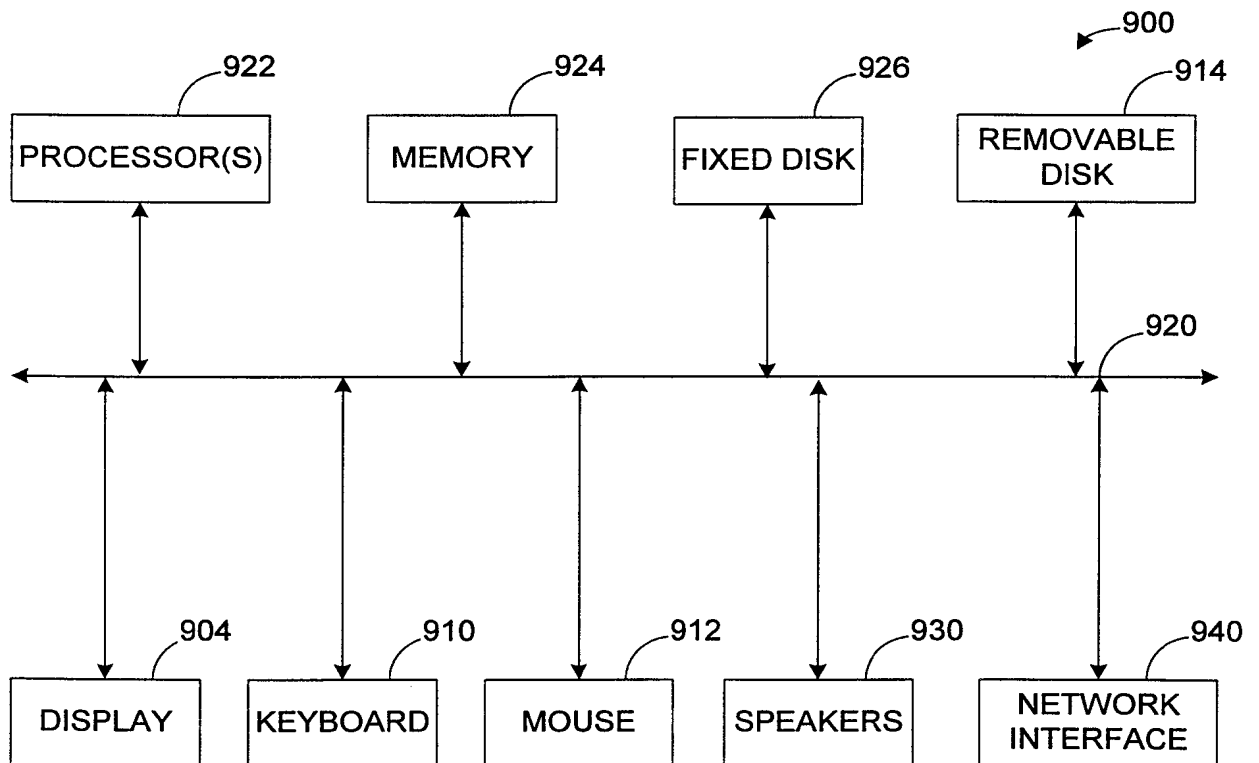 900
922
924
926
914
PROCESSOR(S)
MEMORY
FIXED DISK
REMOVABLE
DISK
920
904
910
912
930
940
DISPLAY
KEYBOARD
MOUSE
SPEAKERS
NETWORK
INTERFACE